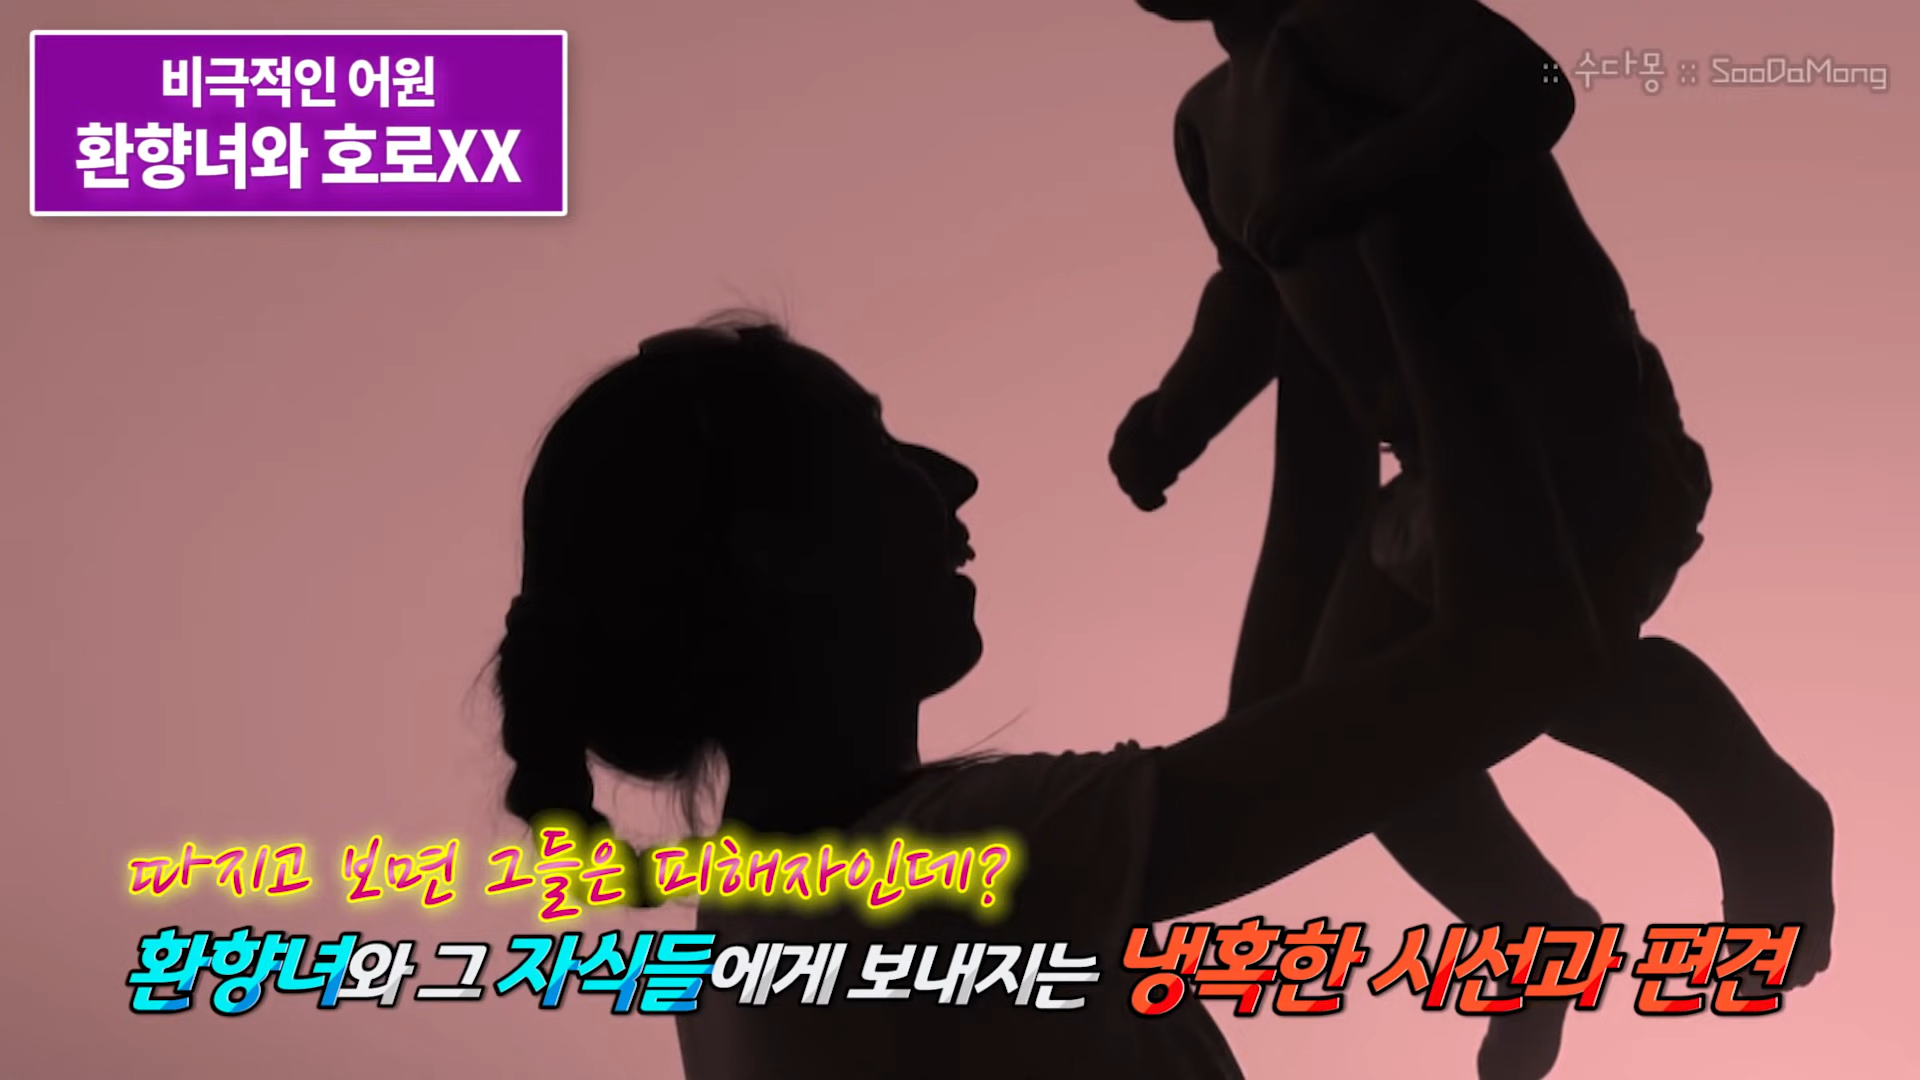 비극적인 어원
환향녀와 호로XX
:: 수다몽 :: SooDaMong
따지고 보면 그들은 피해자인데?
환향녀와 그 자식들에게 보내지는 냉혹한 시선과 편견